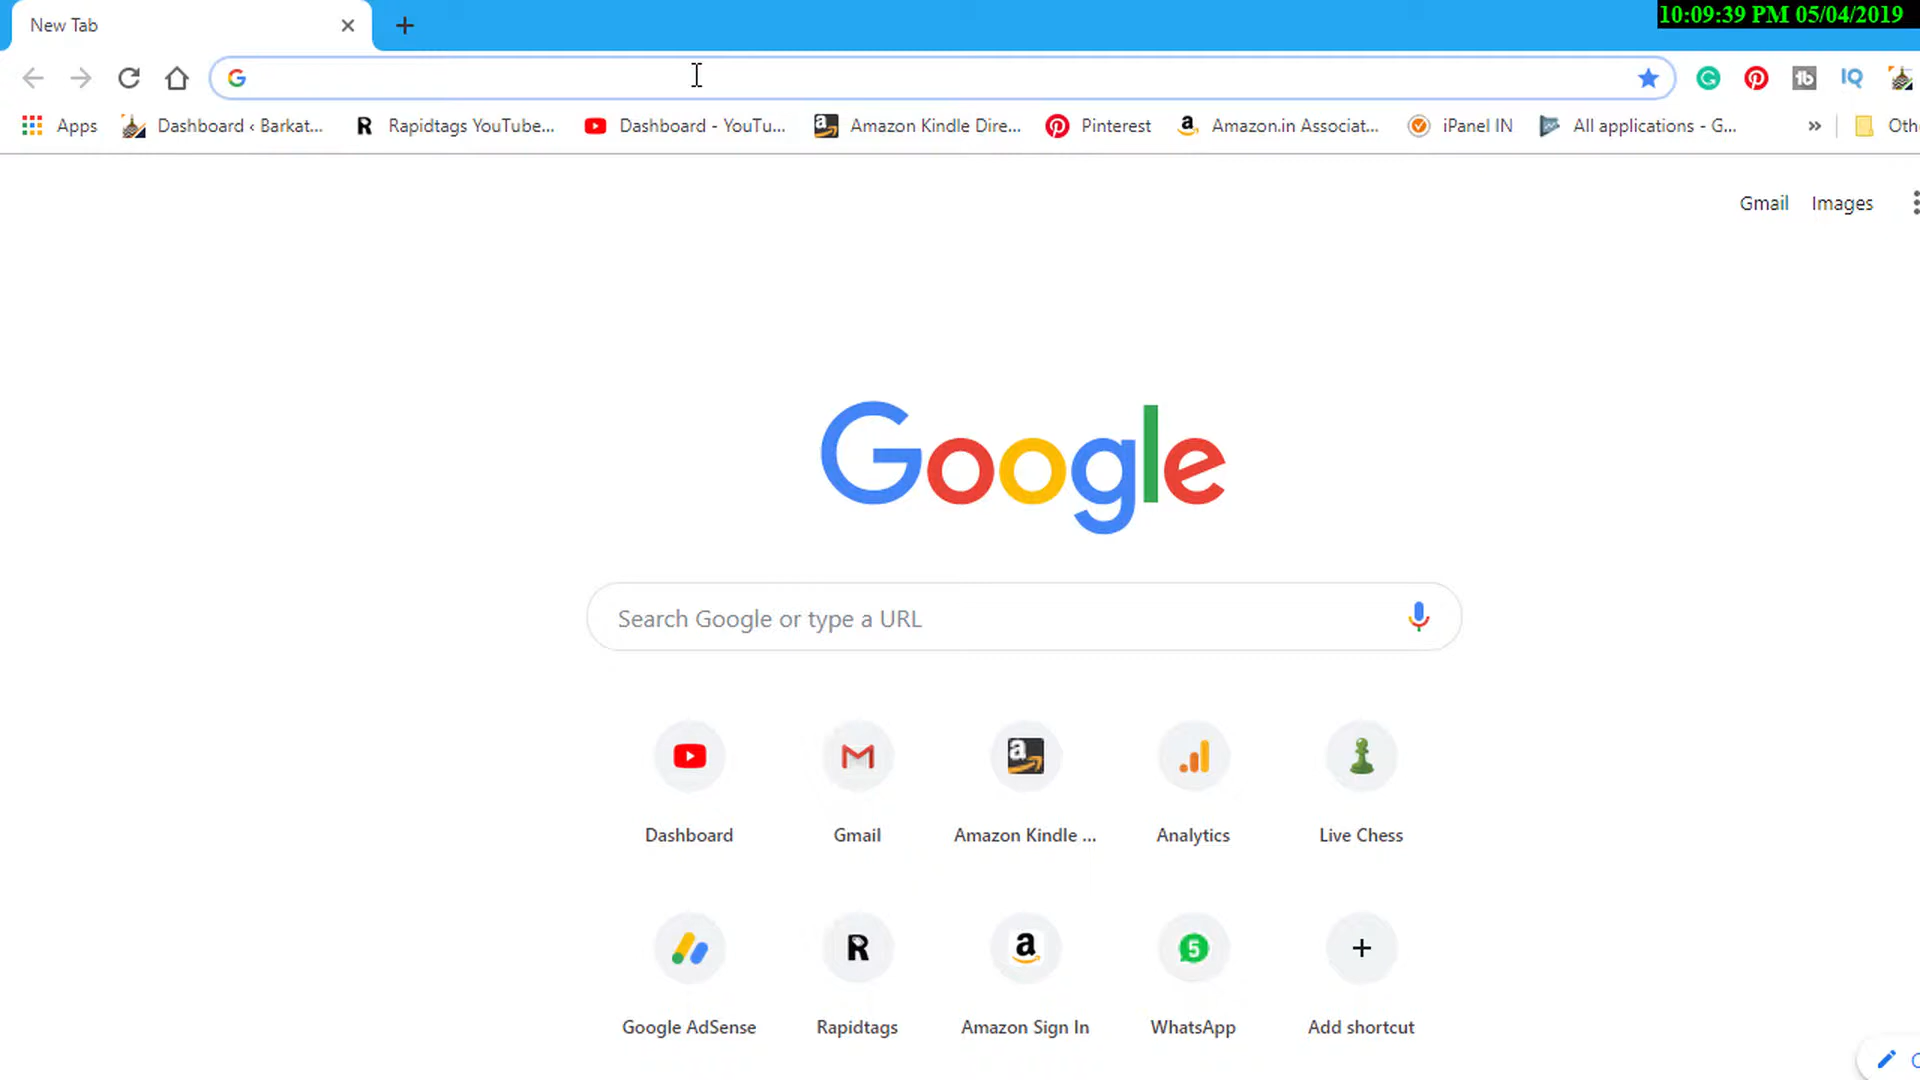 New Tab
10:09:39 PM 05/04/2019
Apps
Dashboard ‹ Barkat...
Rapidtags YouTube...
Dashboard - YouTu...
Amazon Kindle Dire...
Pinterest
Amazon.in Associat...
iPanel IN
All applications - G...
»
Oth
Gmail
Images
Google
Search Google or type a URL
Dashboard
Gmail
Amazon Kindle ...
Analytics
Live Chess
Google AdSense
Rapidtags
Amazon Sign In
WhatsApp
Add shortcut